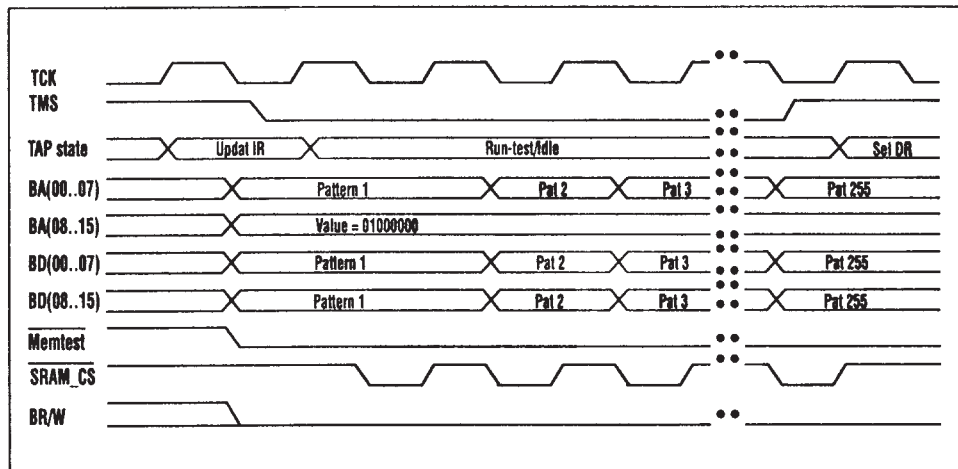 TCK
TMS
TAP state Updat IR Run-test/Idle Sel DR
BA(00..07) Pattern 1 Pat 2 Pat 3 Pat 255
BA(08..15) Value = 01000000
BD(00..07) Pattern 1 Pat 2 Pat 3 Pat 255
BD(08..15) Pattern 1 Pat 2 Pat 3 Pat 255
Memtest
SRAM_CS
BR/W